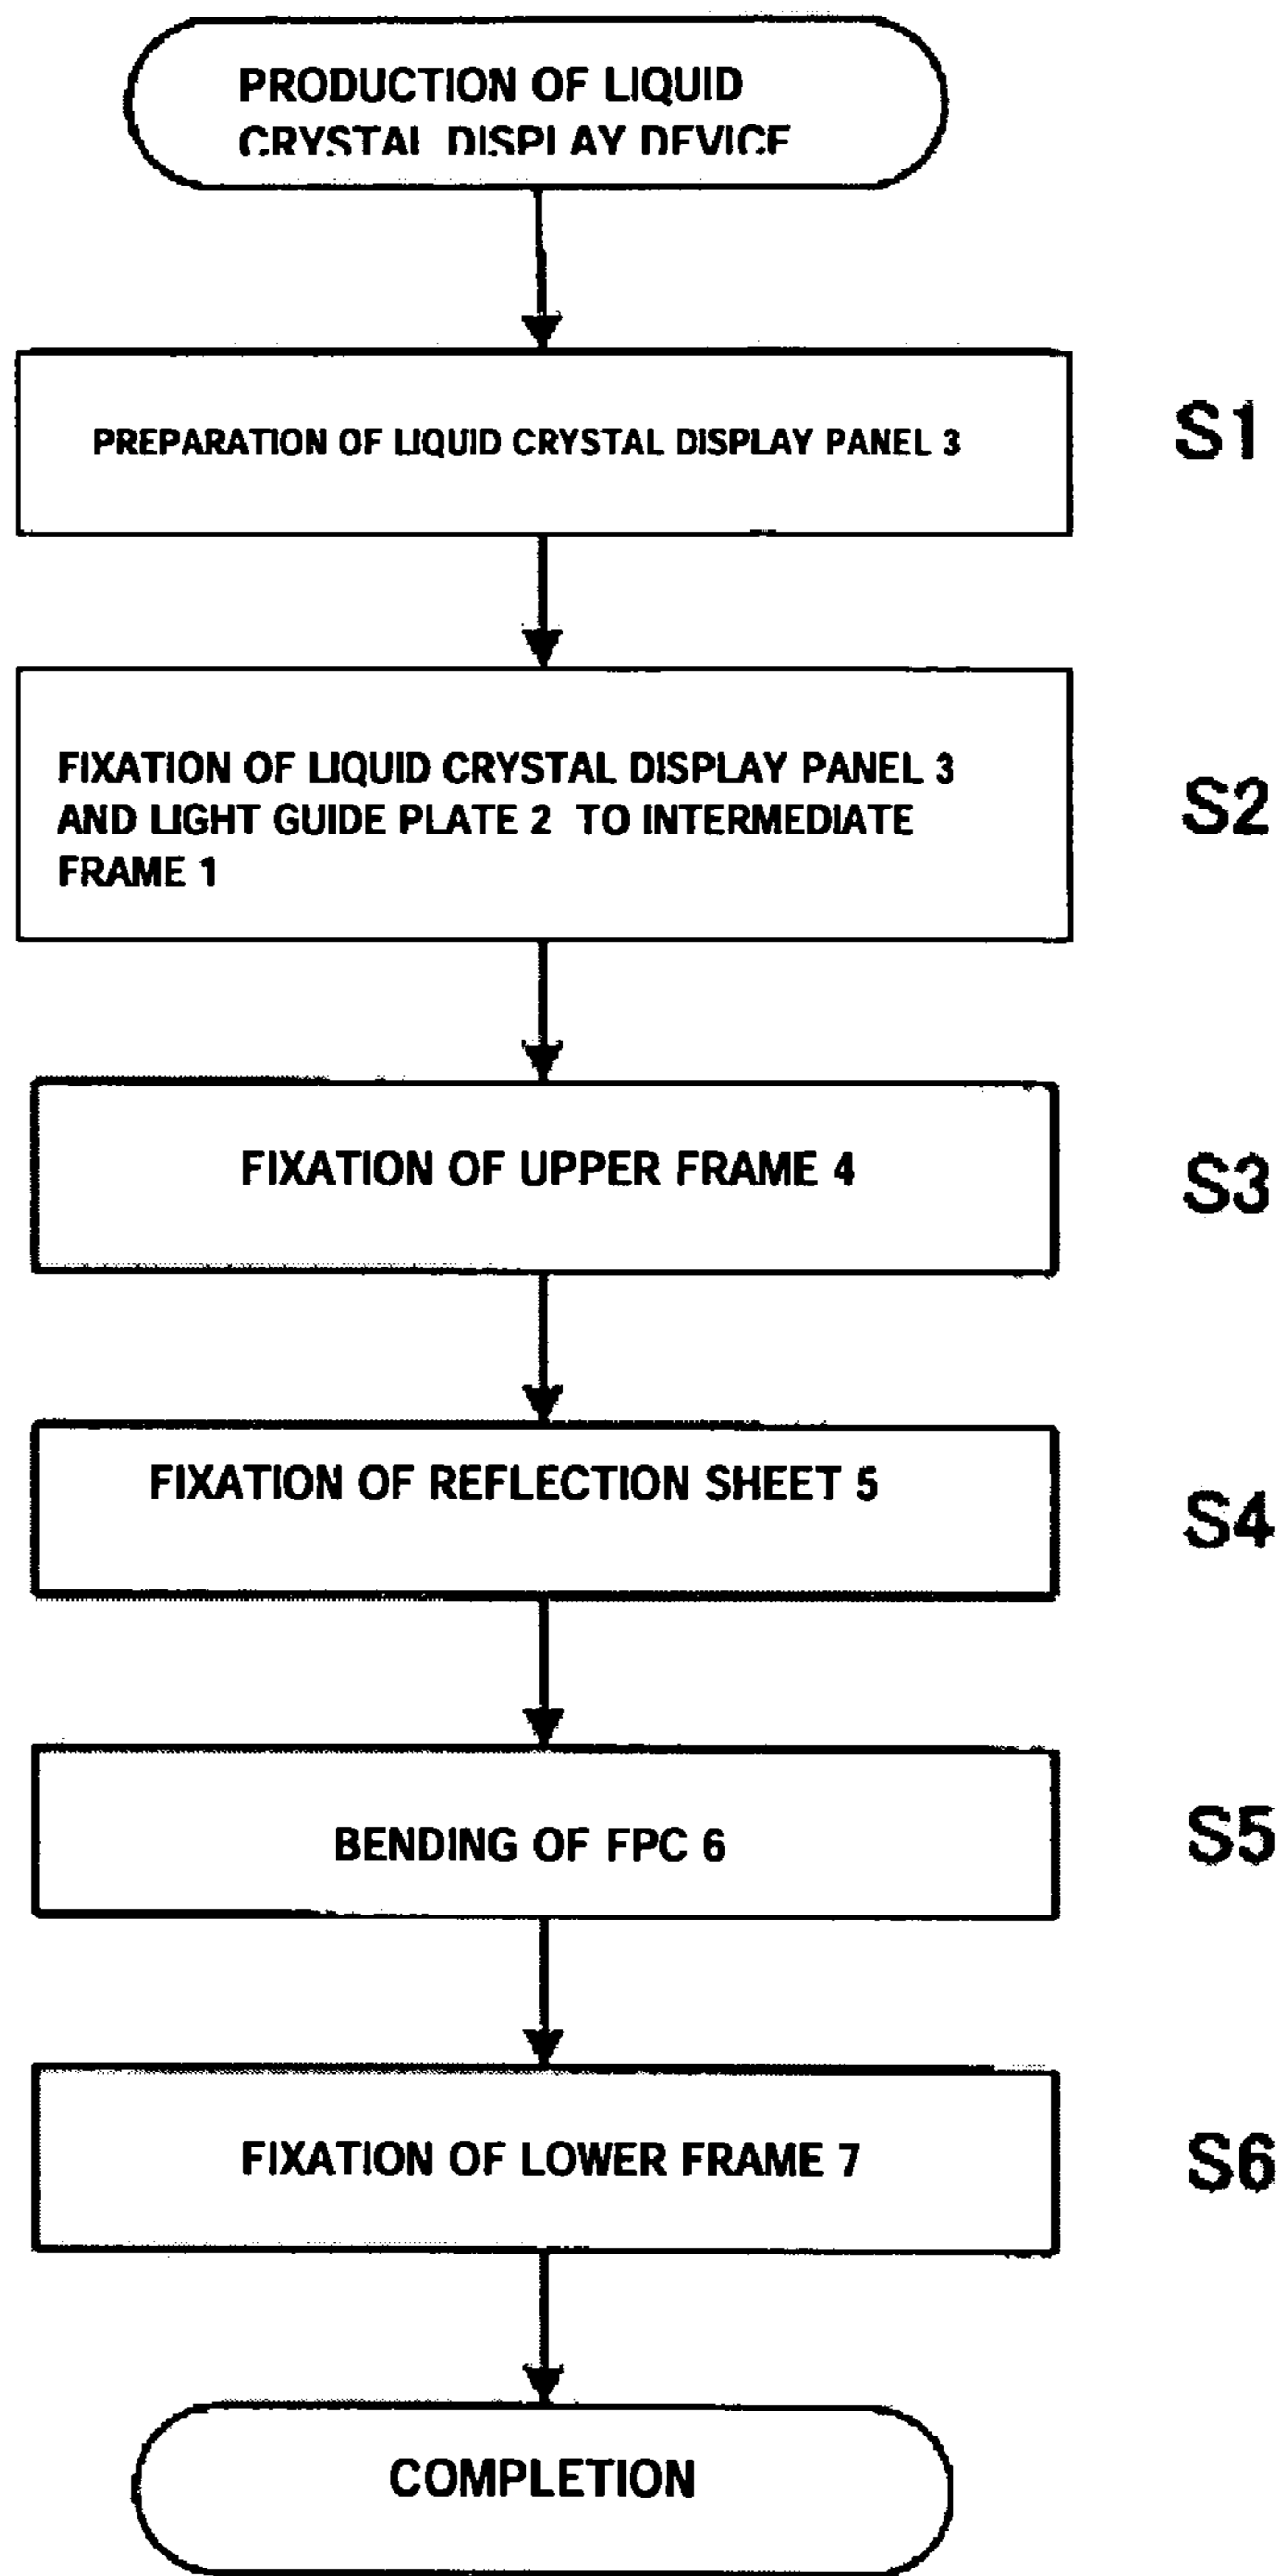 PRODUCTION OF LIQUID
CRYSTAL DISPLAY DEVICE
PREPARATION OF LIQUID CRYSTAL DISPLAY PANEL 3
S1
FIXATION OF LIQUID CRYSTAL DISPLAY PANEL 3
AND LIGHT GUIDE PLATE 2 TO INTERMEDIATE
FRAME 1
S2
FIXATION OF UPPER FRAME 4
S3
FIXATION OF REFLECTION SHEET 5
S4
BENDING OF FPC 6
S5
FIXATION OF LOWER FRAME 7
S6
COMPLETION